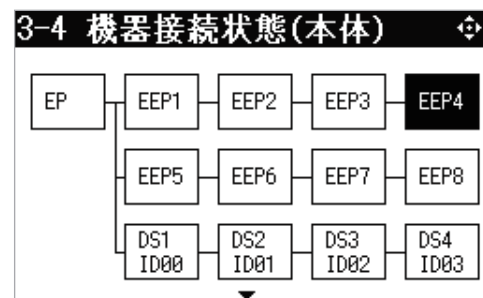 3-4 機器接続状態(本体)
EP EEP1 EEP2 EEP3 EEP4
EEP5 EEP6 EEP7 EEP8
DS1 DS2 DS3 DS4
ID00 ID01 ID02 ID03